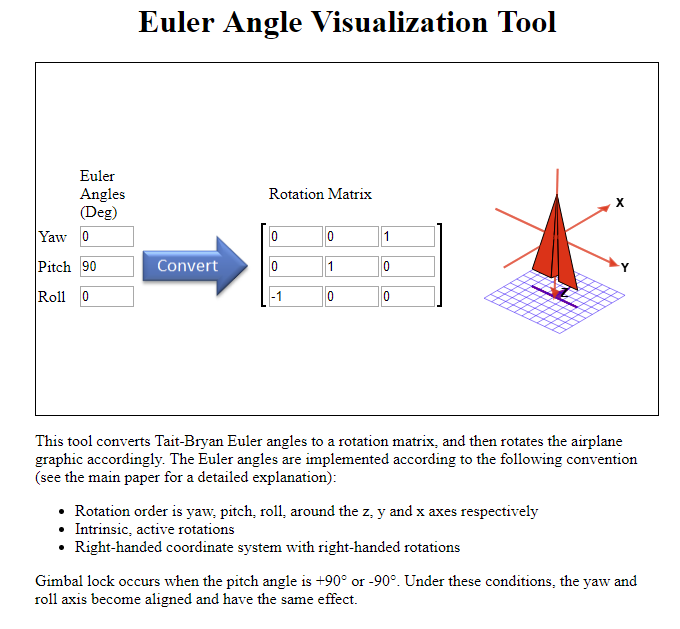 Euler Angle Visualization Tool
Euler
Angles
(Deg)
Rotation Matrix
Yaw 0
Pitch 90
Roll 0
Convert
0 0 1
0 1 0
-1 0 0
X
Y
Z
This tool converts Tait-Bryan Euler angles to a rotation matrix, and then rotates the airplane
graphic accordingly. The Euler angles are implemented according to the following convention
(see the main paper for a detailed explanation):
• Rotation order is yaw, pitch, roll, around the z, y and x axes respectively
• Intrinsic, active rotations
• Right-handed coordinate system with right-handed rotations
Gimbal lock occurs when the pitch angle is +90° or -90°. Under these conditions, the yaw and
roll axis become aligned and have the same effect.